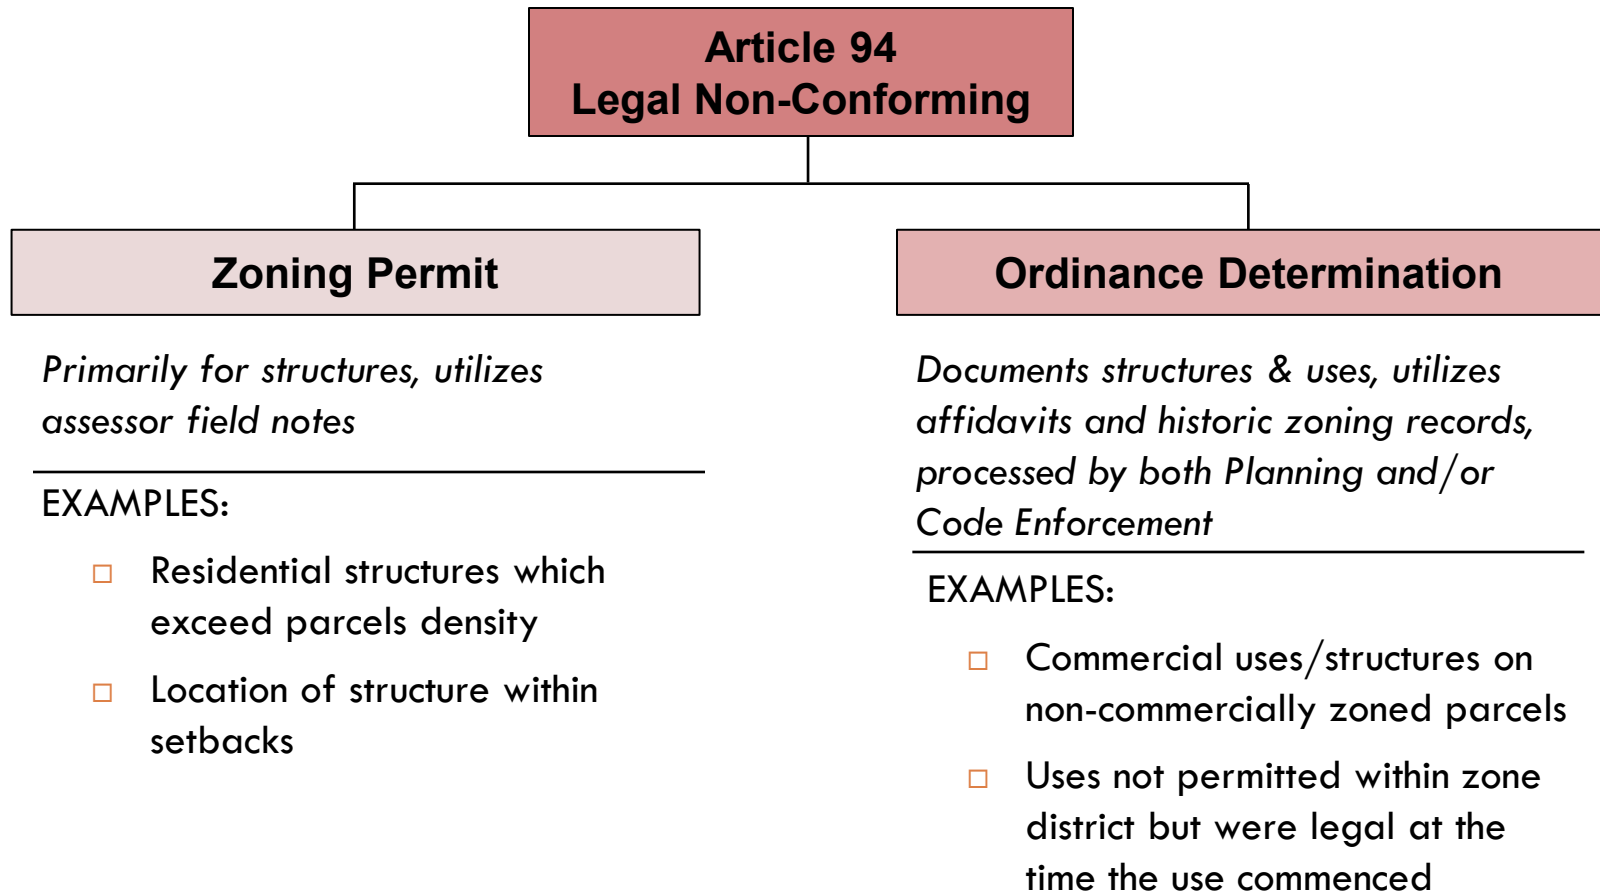 Article 94
Legal Non-Conforming
Zoning Permit
Primarily for structures, utilizes
assessor field notes
EXAMPLES:
Residential structures which
exceed parcels density
Location of structure within
setbacks
Ordinance Determination
Documents structures & uses, utilizes
affidavits and historic zoning records,
processed by both Planning and/or
Code Enforcement
EXAMPLES:
Commercial uses/structures on
non-commercially zoned parcels
Uses not permitted within zone
district but were legal at the
time the use commenced